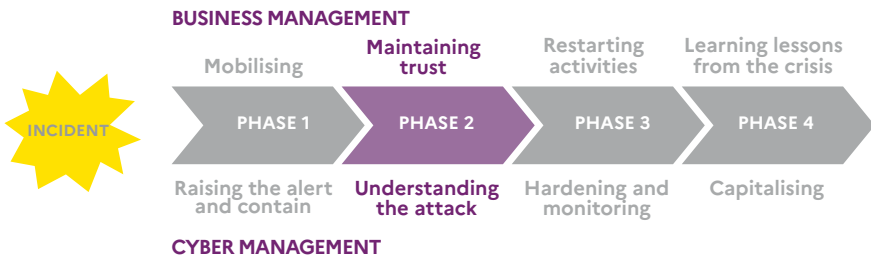 BUSINESS MANAGEMENT
Mobilising
Maintaining
trust
Restarting
activities
Learning lessons
from the crisis
INCIDENT
PHASE 1
PHASE 2
PHASE 3
PHASE 4
Raising the alert
and contain
Understanding
the attack
Hardening and
monitoring
Capitalising
CYBER MANAGEMENT